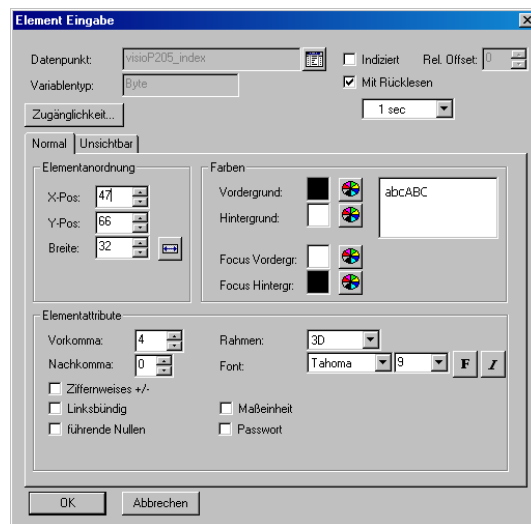 Element Eingabe
Datenpunkt: visioP205_index Indiziert Rel. Offset: 0
Variablentyp: Byte Mit Rücklesen
Zugänglichkeit... 1 sec
Normal Unsichtbar
Elementanordnung Farben
X-Pos: 47 Vordergrund: abcABC
Y-Pos: 66 Hintergrund:
Breite: 32 Focus Vordergr:
Focus Hintergr:
Elementattribute
Vorkomma: 4 Rahmen: 3D
Nachkomma: 0 Font: Tahoma 9 F I
Ziffernweises +/-
Linksbündig Maßeinheit
führende Nullen Passwort
OK Abbrechen